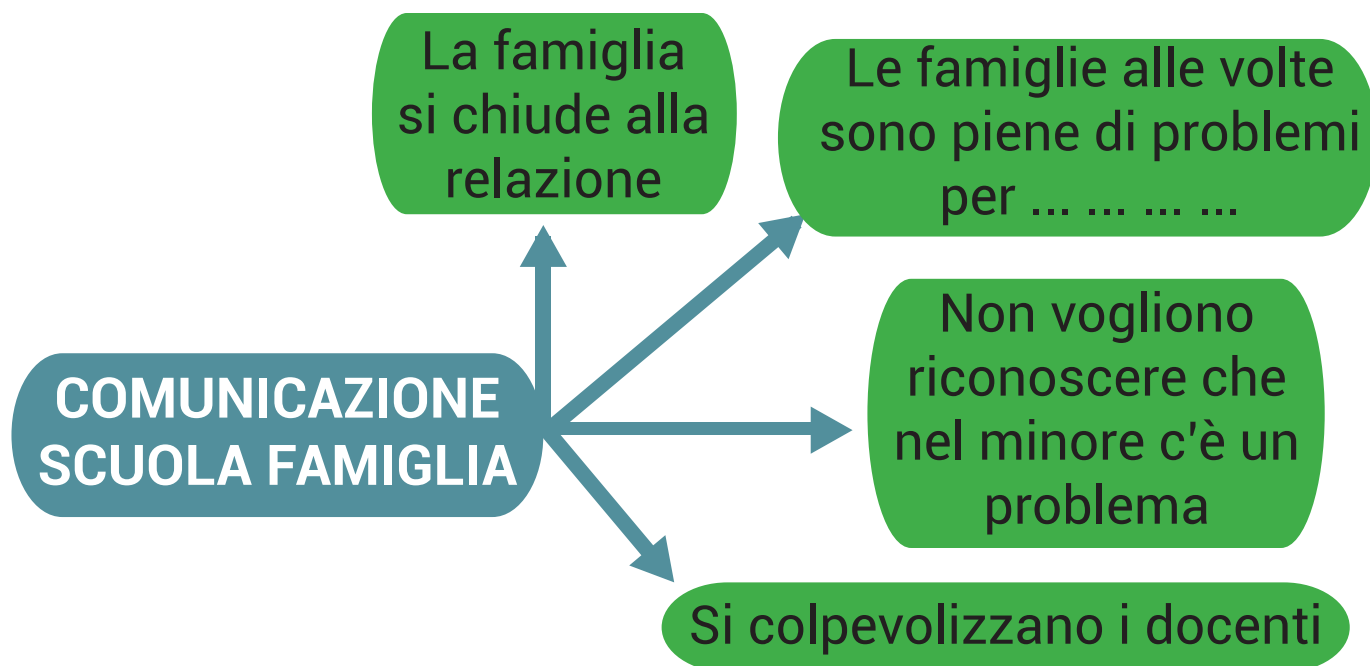 La famiglia
si chiude alla
relazione
Le famiglie alle volte
sono piene di problemi
per ... ... ... ...
COMUNICAZIONE
SCUOLA FAMIGLIA
Non vogliono
riconoscere che
nel minore c'è un
problema
Si colpevolizzano i docenti